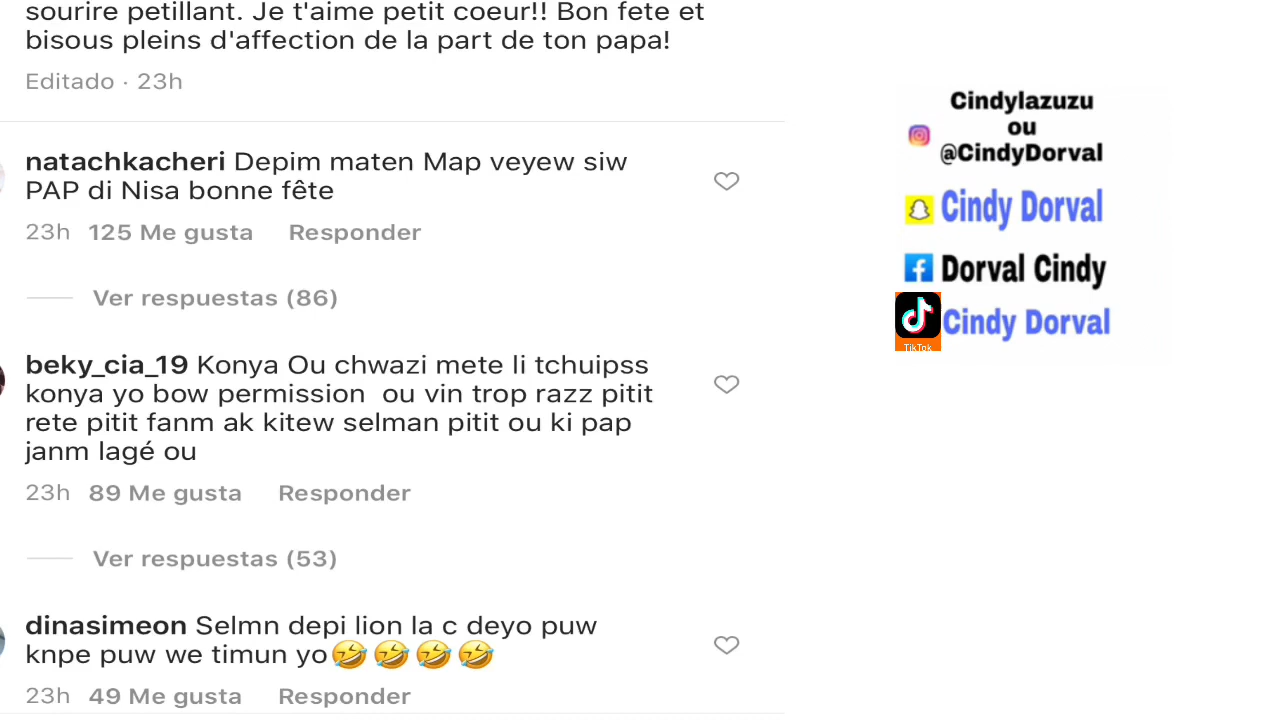 sourire petillant. Je t'aime petit coeur!! Bon fete et
bisous pleins d'affection de la part de ton papa!
Editado · 23h
natachkacheri Depim maten Map veyew siw
PAP di Nisa bonne fête
23h 125 Me gusta Responder
Ver respuestas (86)
beky_cia_19 Konya Ou chwazi mete li tchuipss
konya yo bow permission  ou vin trop razz pitit
rete pitit fanm ak kitew selman pitit ou ki pap
janm lagé ou
23h 89 Me gusta Responder
Ver respuestas (53)
dinasimeon Selmn depi lion la c deyo puw
knpe puw we timun yo🤣🤣🤣🤣
23h 49 Me gusta Responder
Cindylazuzu
ou
@CindyDorval
Cindy Dorval
Dorval Cindy
Cindy Dorval
TikTok